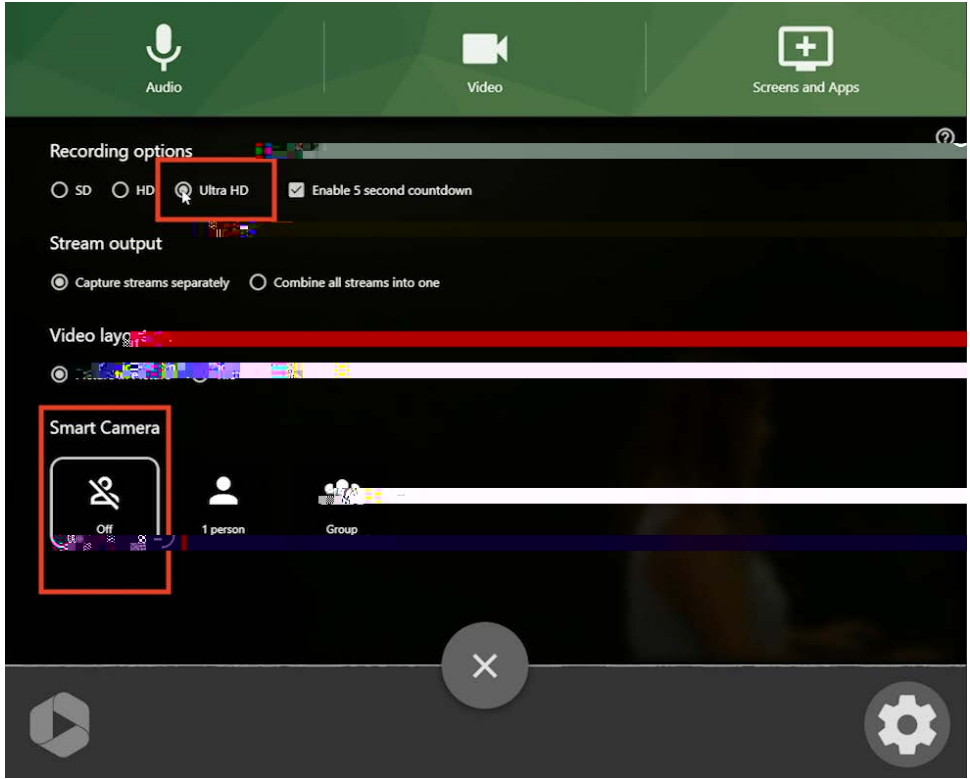 Audio
Video
Screens and Apps
Recording options
SD HD Ultra HD Enable 5 second countdown
Stream output
Capture streams separately Combine all streams into one
Video
Smart Camera
Off 1 person Group